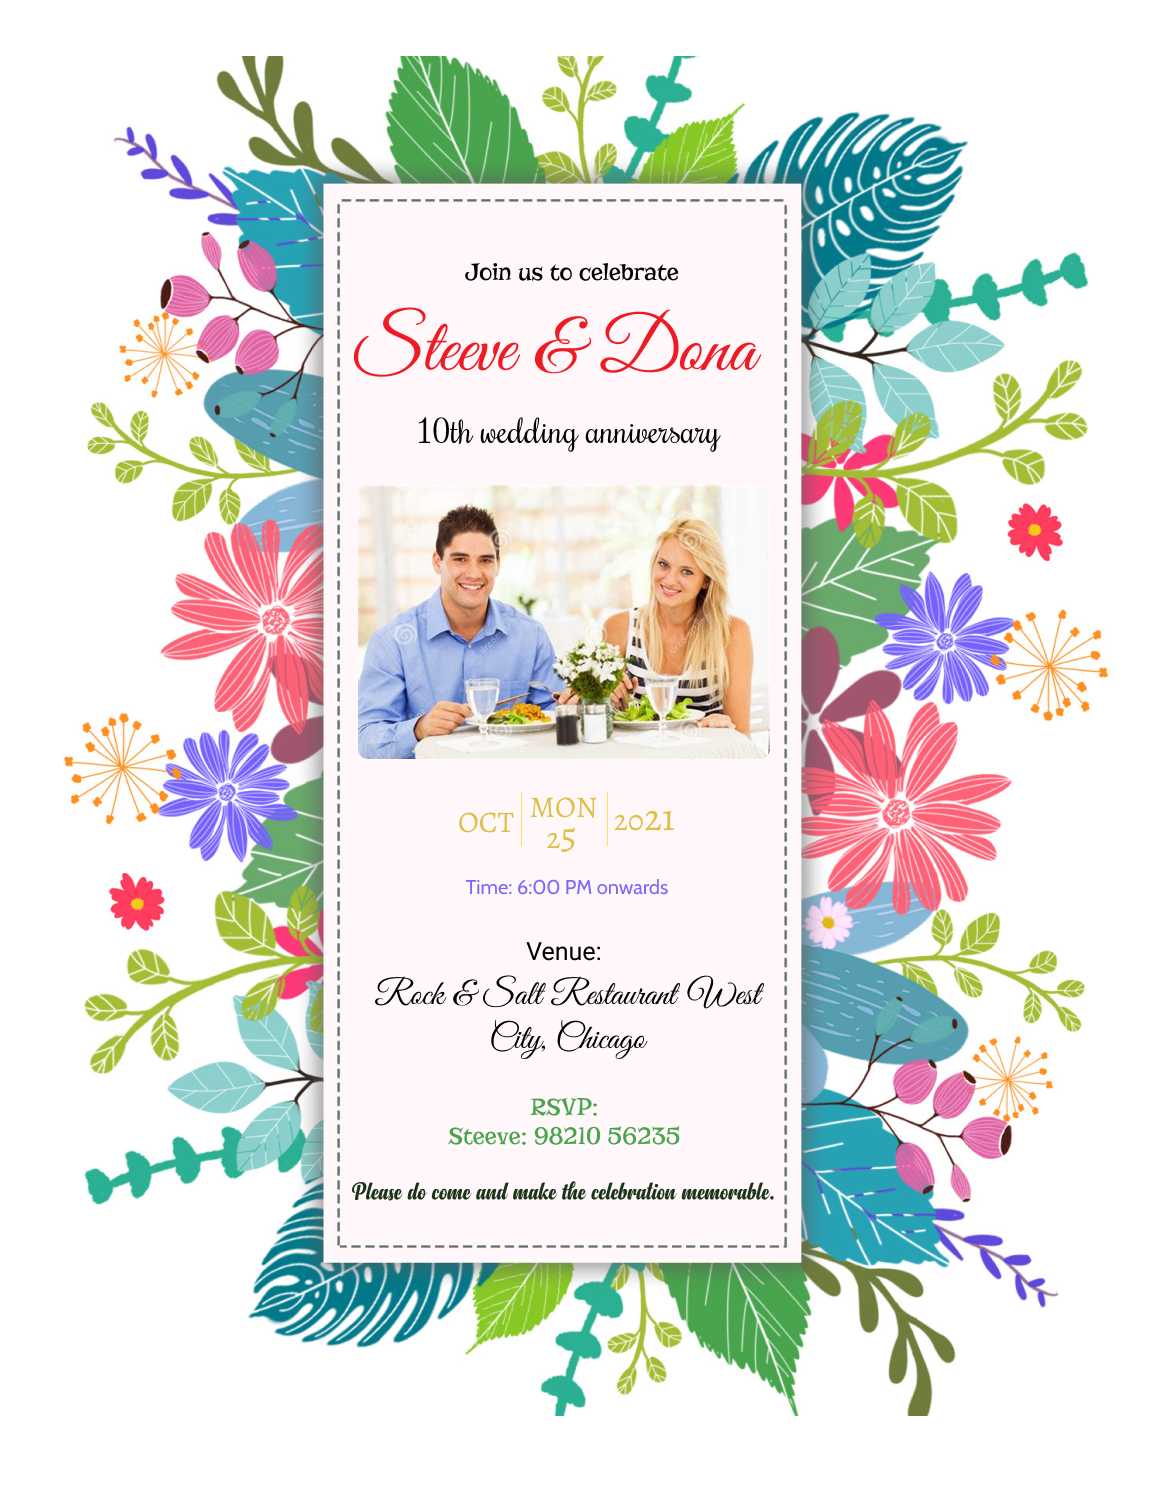 Join us to celebrate
Steeve & Dona
10th wedding anniversary
OCT
MON
25
2021
Time: 6:00 PM onwards
Venue:
Rock & Salt Restaurant West
City, Chicago
RSVP:
Steeve: 98210 56235
Please do come and make the celebration memorable.